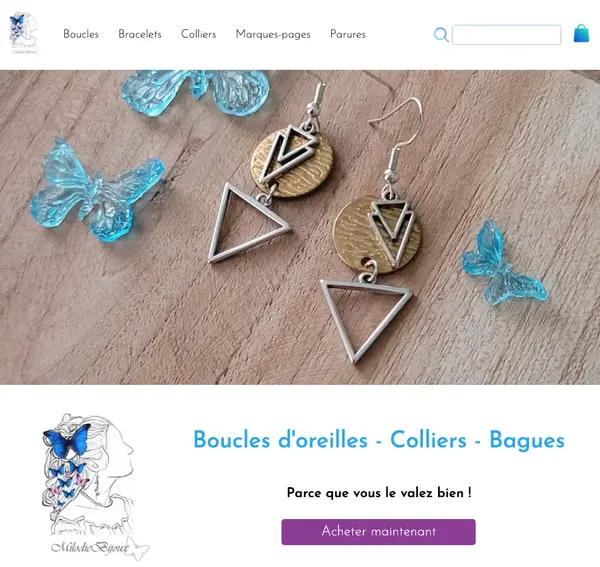 Boucles Bracelets Colliers Marques-pages Parures
Boucles d'oreilles - Colliers - Bagues
Parce que vous le valez bien !
Acheter maintenant
MilodieBijoux